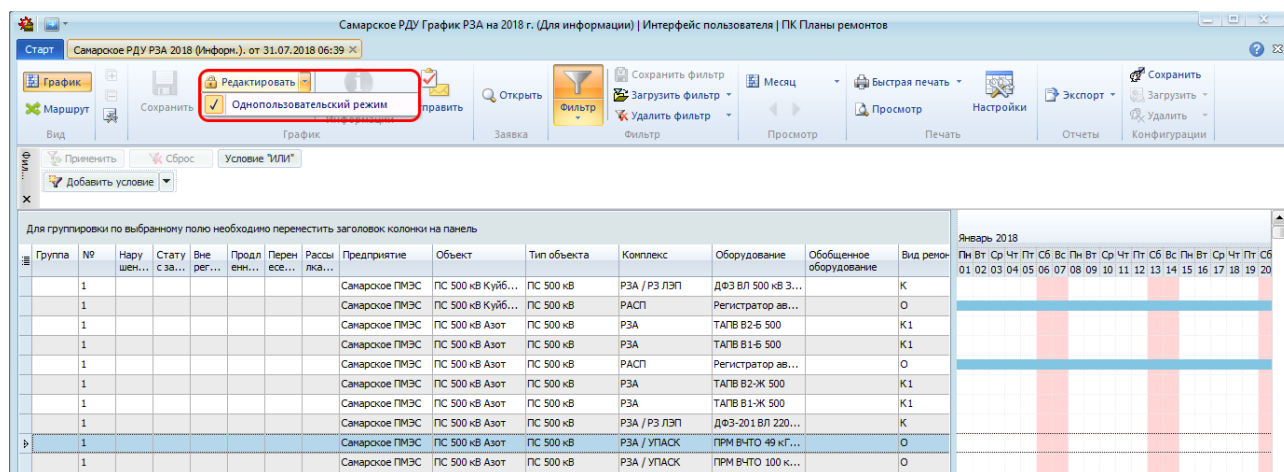 Самарское РДУ График РЗА на 2018 г. (Для информации) | Интерфейс пользователя | ПК Планы ремонтов
Старт Самарское РДУ РЗА 2018 (Информ.). от 31.07.2018 06:39
График Редактировать Сохранить фильтр Месяц Быстрая печать Сохранить
Маршрут Сохранить Однопользовательский режим править Открыть Фильтр Загрузить фильтр Просмотр Настройки Экспорт Загрузить
Информации Удалить фильтр Удалить
Вид График Заявка Фильтр Просмотр Печать Отчеты Конфигурации
Фил... Применить Сброс Условие "ИЛИ"
Добавить условие
Для группировки по выбранному полю необходимо переместить заголовок колонки на панель
Январь 2018
Группа № Нару шен... Стату с за... Вне рег... Продл енн... Перен есе... Рассы лка... Предприятие Объект Тип объекта Комплекс Оборудование Обобщенное оборудование Вид ремон
Пн Вт Ср Чт Пт Сб Вс Пн Вт Ср Чт Пт Сб Вс Пн Вт Ср Чт Пт Сб
01 02 03 04 05 06 07 08 09 10 11 12 13 14 15 16 17 18 19 20
1 Самарское ПМЭС ПС 500 кВ Куйб... ПС 500 кВ РЗА / РЗ ЛЭП ДФЗ ВЛ 500 кВ З... К
1 Самарское ПМЭС ПС 500 кВ Куйб... ПС 500 кВ РАСП Регистратор ав... О
1 Самарское ПМЭС ПС 500 кВ Азот ПС 500 кВ РЗА ТАПВ В2-Б 500 К1
1 Самарское ПМЭС ПС 500 кВ Азот ПС 500 кВ РЗА ТАПВ В1-Б 500 К1
1 Самарское ПМЭС ПС 500 кВ Азот ПС 500 кВ РАСП Регистратор ав... О
1 Самарское ПМЭС ПС 500 кВ Азот ПС 500 кВ РЗА ТАПВ В2-Ж 500 К1
1 Самарское ПМЭС ПС 500 кВ Азот ПС 500 кВ РЗА ТАПВ В1-Ж 500 К1
1 Самарское ПМЭС ПС 500 кВ Азот ПС 500 кВ РЗА / РЗ ЛЭП ДФЗ-201 ВЛ 220... К
1 Самарское ПМЭС ПС 500 кВ Азот ПС 500 кВ РЗА / УПАСК ПРМ ВЧТО 49 кГ... О
1 Самарское ПМЭС ПС 500 кВ Азот ПС 500 кВ РЗА / УПАСК ПРМ ВЧТО 100 к... О